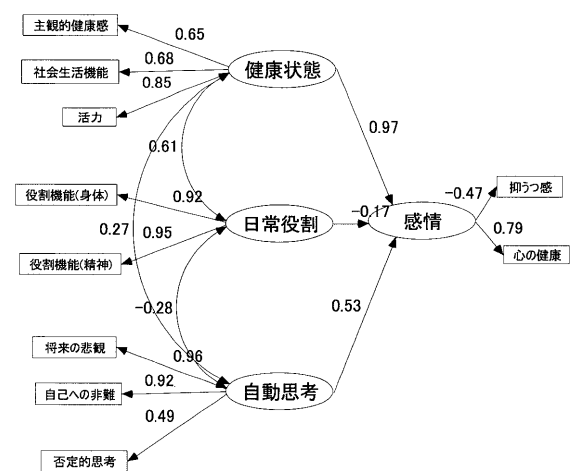 主観的健康感
0.65
社会生活機能
0.68
健康状態
0.85
活力
0.97
0.61
役割機能(身体)
0.92
-0.47
抑うつ感
-0.17
0.27
日常役割
感情
0.95
0.79
役割機能(精神)
心の健康
-0.28
0.53
将来の悲観
0.96
自己への非難
0.92
自動思考
0.49
否定的思考